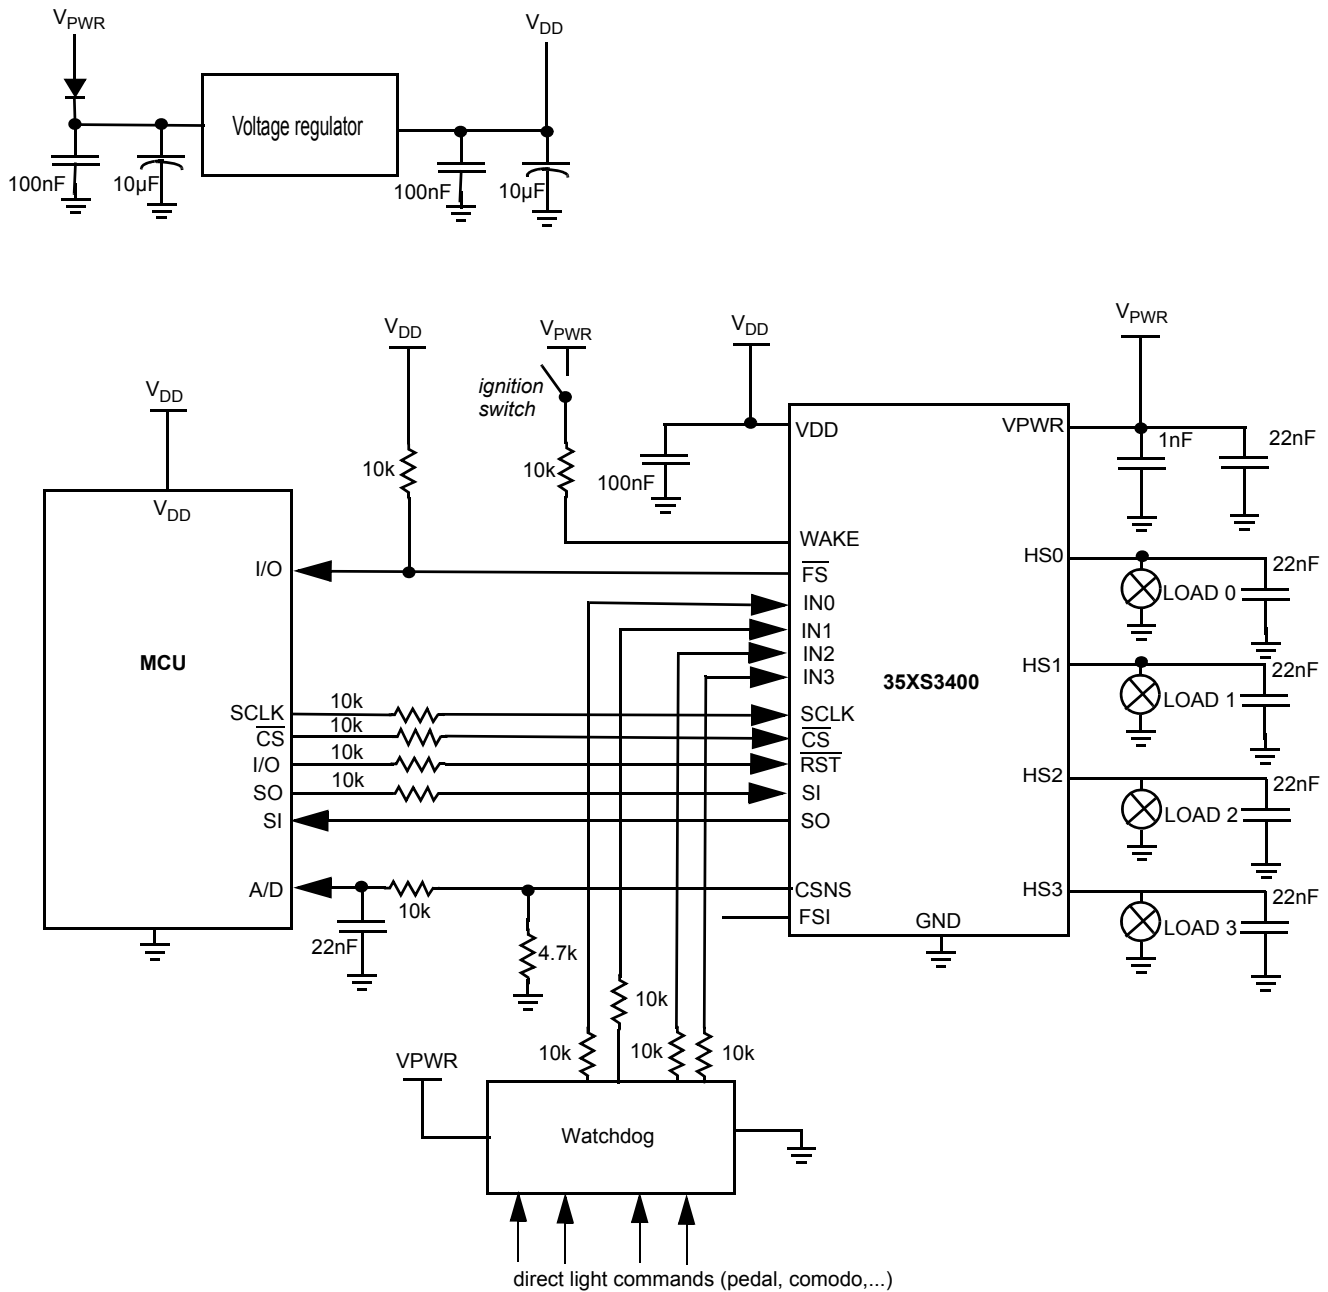 VPWR
VDD
Voltage regulator
100nF
10µF
100nF
10µF
VDD
VPWR
VDD
VPWR
VDD
ignition
switch
10k
10k
100nF
VDD
VDD
VPWR
1nF
22nF
WAKE
I/O
FS
HS0
22nF
LOAD 0
IN0
IN1
IN2
IN3
MCU
35XS3400
HS1
22nF
LOAD 1
SCLK
10k
SCLK
CS
10k
CS
I/O
10k
RST
SO
10k
SI
SI
SO
HS2
22nF
LOAD 2
A/D
10k
CSNS
FSI
GND
HS3
22nF
LOAD 3
22nF
4.7k
10k
10k
10k
10k
VPWR
Watchdog
direct light commands (pedal, comodo,...)